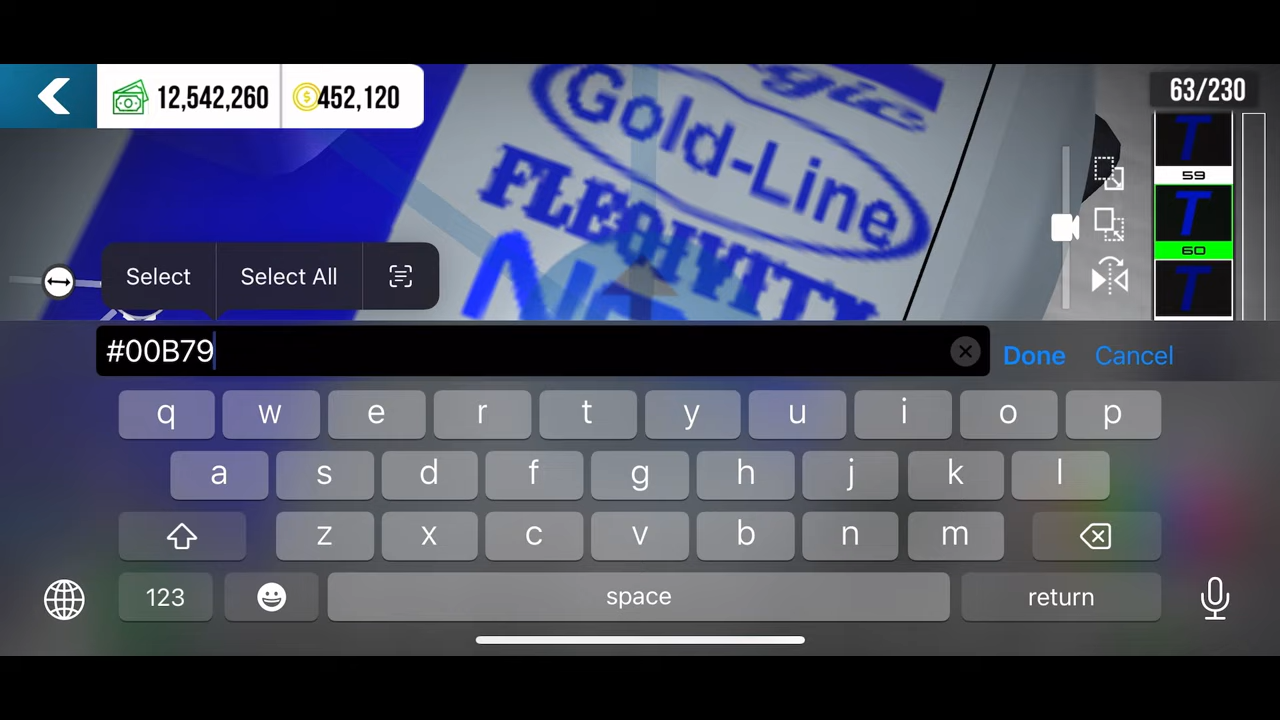 12,542,260
$ 452,120
63/230
gic
Gold-Line
FLEQIVITY
T
59
T
60
T
Select
Select All
#00B79
Done
Cancel
q w e r t y u i o p
a s d f g h j k l
z x c v b n m
123
space
return